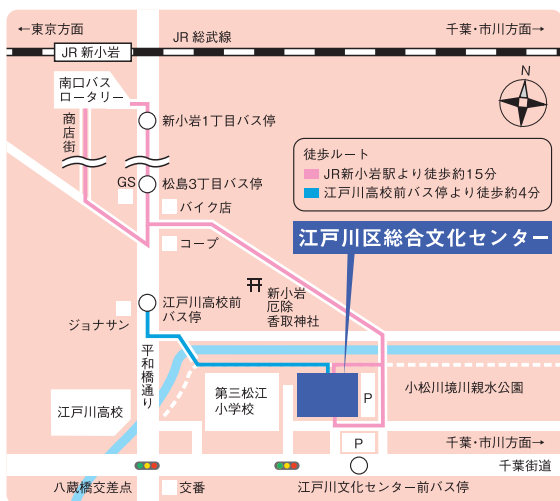 ←東京方面
JR 総武線
千葉・市川方面→
JR 新小岩
南口バス
ロータリー
N
商店街
新小岩1丁目バス停
徒歩ルート
JR新小岩駅より徒歩約15分
江戸川高校前バス停より徒歩約4分
GS
松島3丁目バス停
バイク店
コープ
江戸川区総合文化センター
新小岩
厄除
香取神社
江戸川高校前
バス停
ジョナサン
平和橋通り
第三松江
小学校
P
小松川境川親水公園
江戸川高校
P
千葉・市川方面→
千葉街道
八蔵橋交差点
交番
江戸川文化センター前バス停